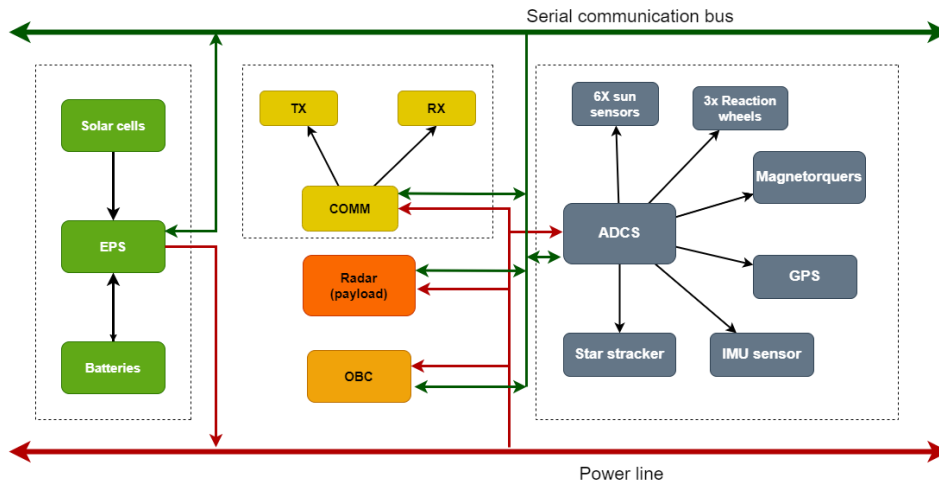 Serial communication bus
Solar cells
EPS
Batteries
TX
RX
COMM
Radar
(payload)
OBC
6X sun
sensors
3x Reaction
wheels
Magnetorquers
ADCS
GPS
Star stracker
IMU sensor
Power line